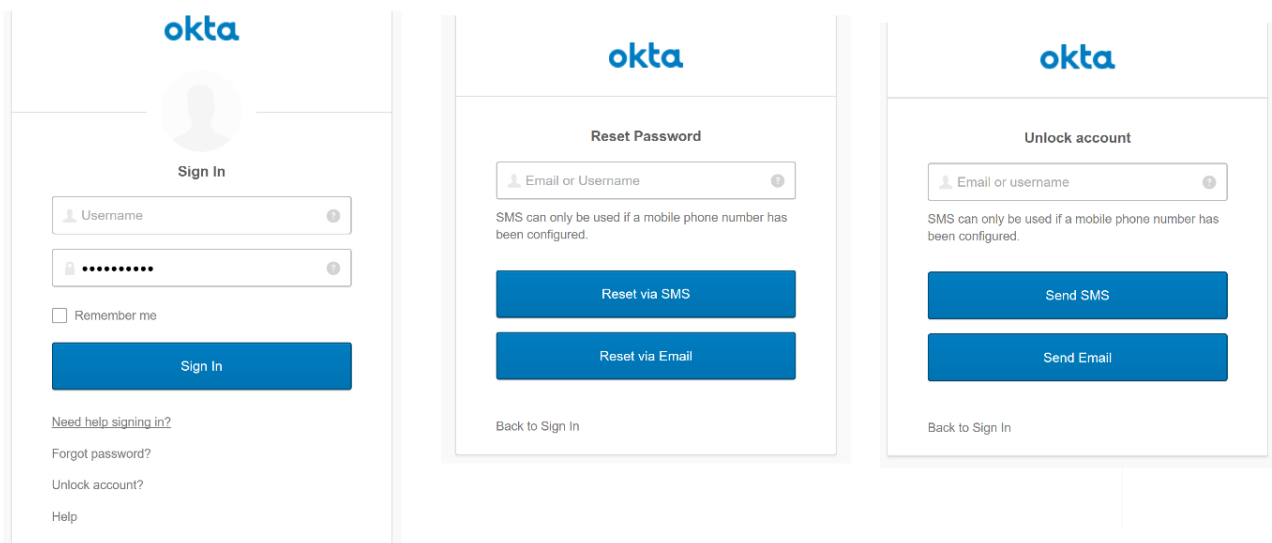 okta
Sign In
Username
••••••••••
Remember me
Sign In
Need help signing in?
Forgot password?
Unlock account?
Help
okta
Reset Password
Email or Username
SMS can only be used if a mobile phone number has
been configured.
Reset via SMS
Reset via Email
Back to Sign In
okta
Unlock account
Email or username
SMS can only be used if a mobile phone number has
been configured.
Send SMS
Send Email
Back to Sign In